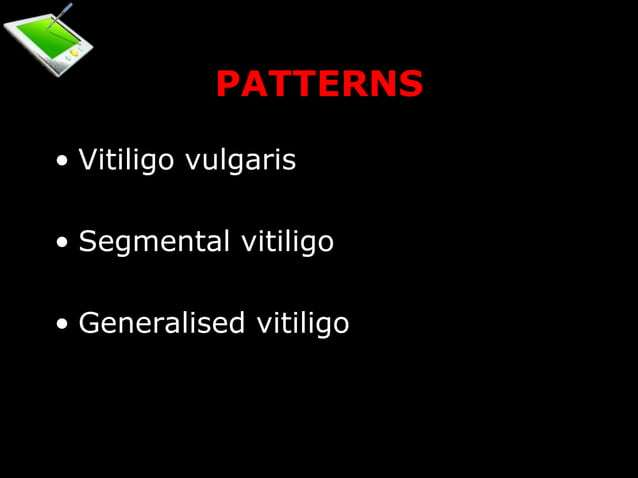 PATTERNS
• Vitiligo vulgaris
• Segmental vitiligo
• Generalised vitiligo